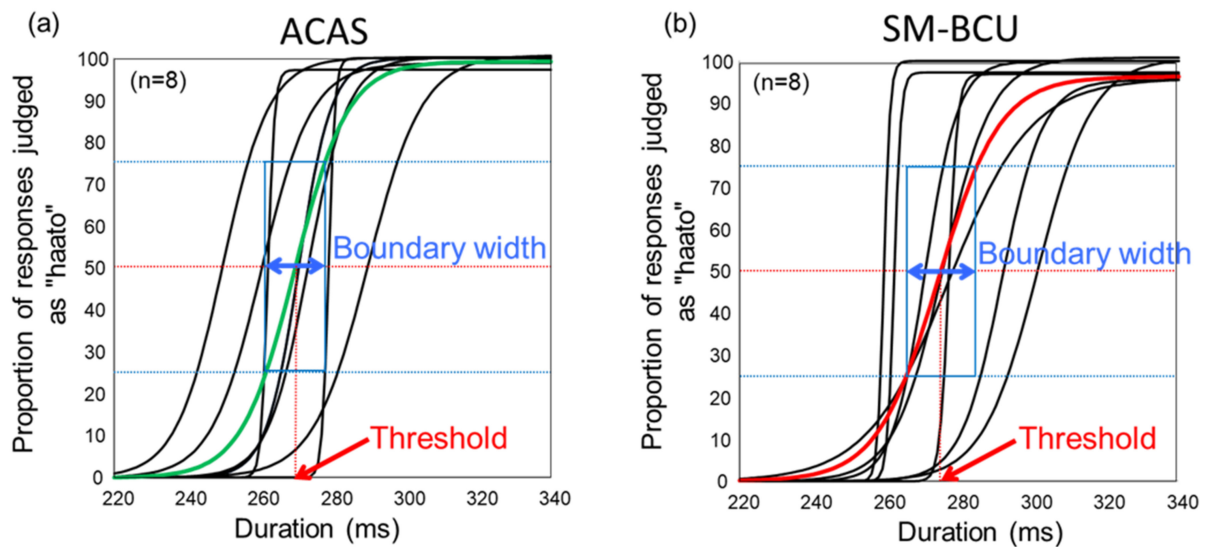 (a)
ACAS
Proportion of responses judged
as "haato"
100
90
80
70
60
50
40
30
20
10
0
(n=8)
Boundary width
Threshold
220
240
260
280
300
320
340
Duration (ms)
(b)
SM-BCU
Proportion of responses judged
as "haato"
100
90
80
70
60
50
40
30
20
10
0
(n=8)
Boundary width
Threshold
220
240
260
280
300
320
340
Duration (ms)